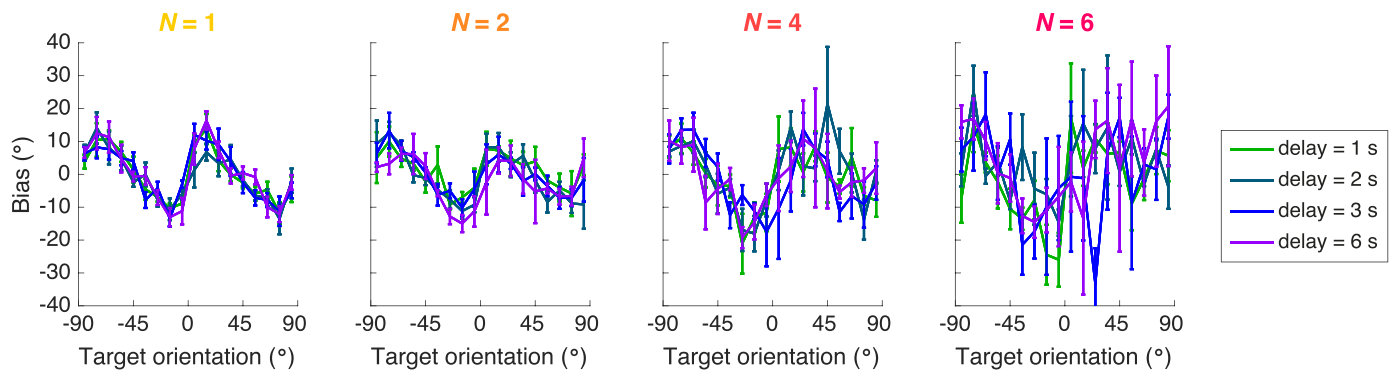 N = 1
N = 2
N = 4
N = 6
Bias (°)
40
30
20
10
0
-10
-20
-30
-40
-90 -45 0 45 90
-90 -45 0 45 90
-90 -45 0 45 90
-90 -45 0 45 90
Target orientation (°)
Target orientation (°)
Target orientation (°)
Target orientation (°)
delay = 1 s
delay = 2 s
delay = 3 s
delay = 6 s